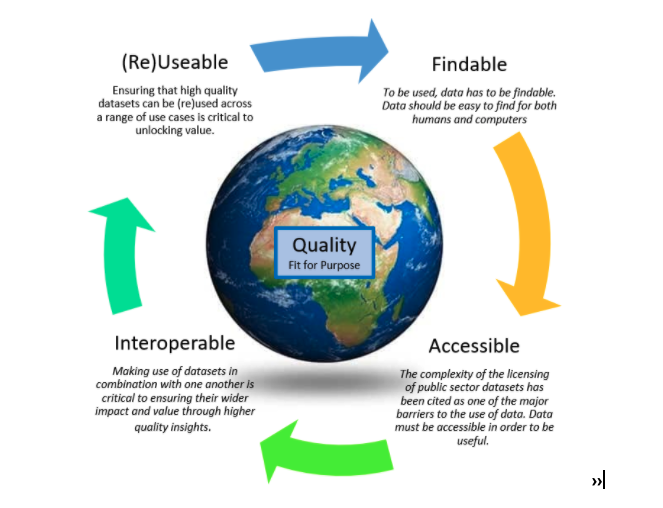 (Re)Useable
Ensuring that high quality
datasets can be (re)used across
a range of use cases is critical to
unlocking value.
Findable
To be used, data has to be findable.
Data should be easy to find for both
humans and computers
Quality
Fit for Purpose
Interoperable
Making use of datasets in
combination with one another is
critical to ensuring their wider
impact and value through higher
quality insights.
Accessible
The complexity of the licensing
of public sector datasets has
been cited as one of the major
barriers to the use of data. Data
must be accessible in order to be
useful.
››